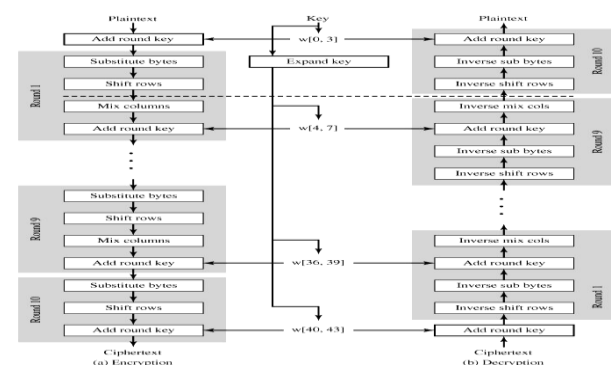 Plaintext
Add round key
Substitute bytes
Shift rows
Mix columns
Add round key
Round 1
Substitute bytes
Shift rows
Mix columns
Add round key
Round 9
Substitute bytes
Shift rows
Add round key
Round 10
Ciphertext
(a) Encryption
Key
w[0, 3]
Expand key
w[4, 7]
w[36, 39]
w[40, 43]
Plaintext
Add round key
Inverse sub bytes
Inverse shift rows
Round 10
Inverse mix cols
Add round key
Inverse sub bytes
Inverse shift rows
Round 9
Inverse mix cols
Add round key
Inverse sub bytes
Inverse shift rows
Round 1
Add round key
Ciphertext
(b) Decryption